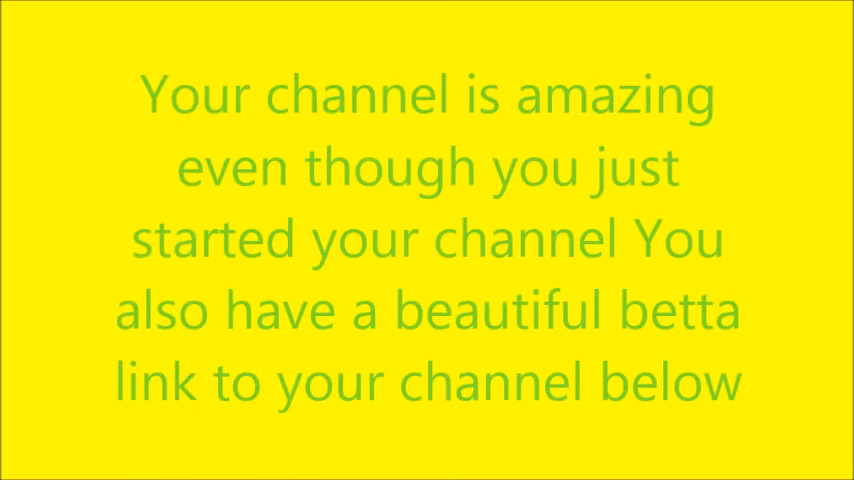 Your channel is amazing
even though you just
started your channel You
also have a beautiful betta
link to your channel below